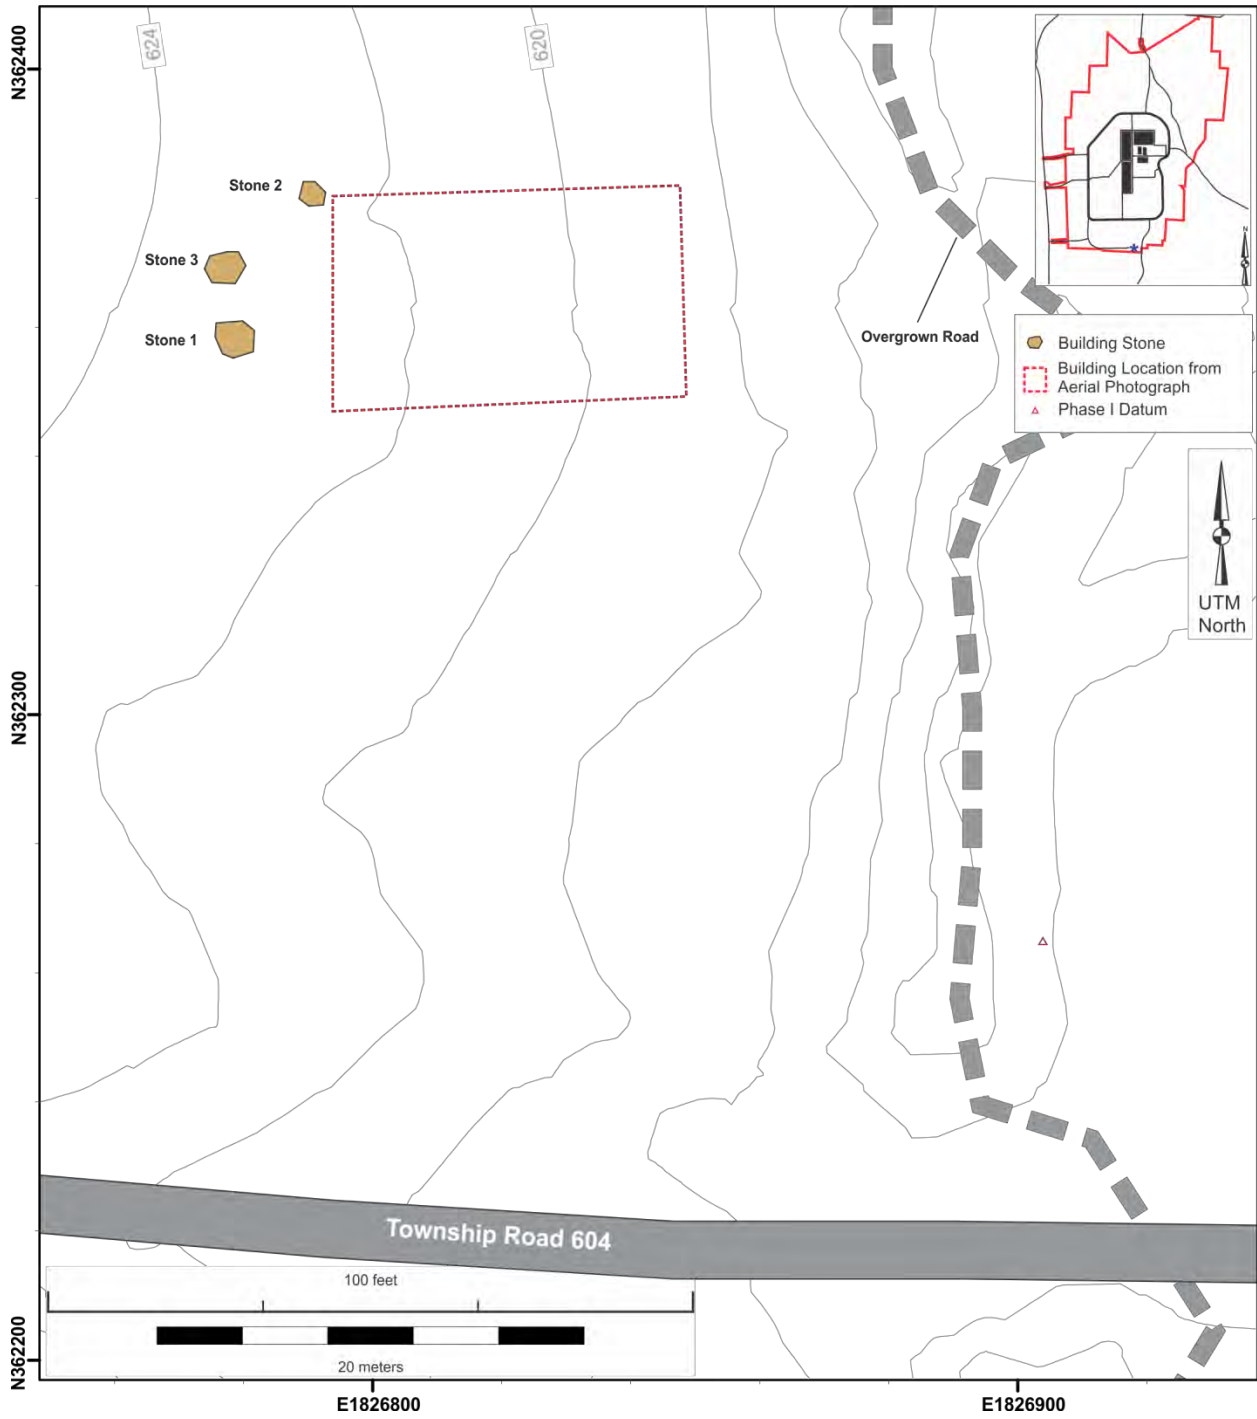 N362400
624
620
N
Stone 2
Stone 3
Stone 1
Overgrown Road
Building Stone
Building Location from
Aerial Photograph
Phase I Datum
UTM
North
N362300
Township Road 604
100 feet
20 meters
N362200
E1826800
E1826900